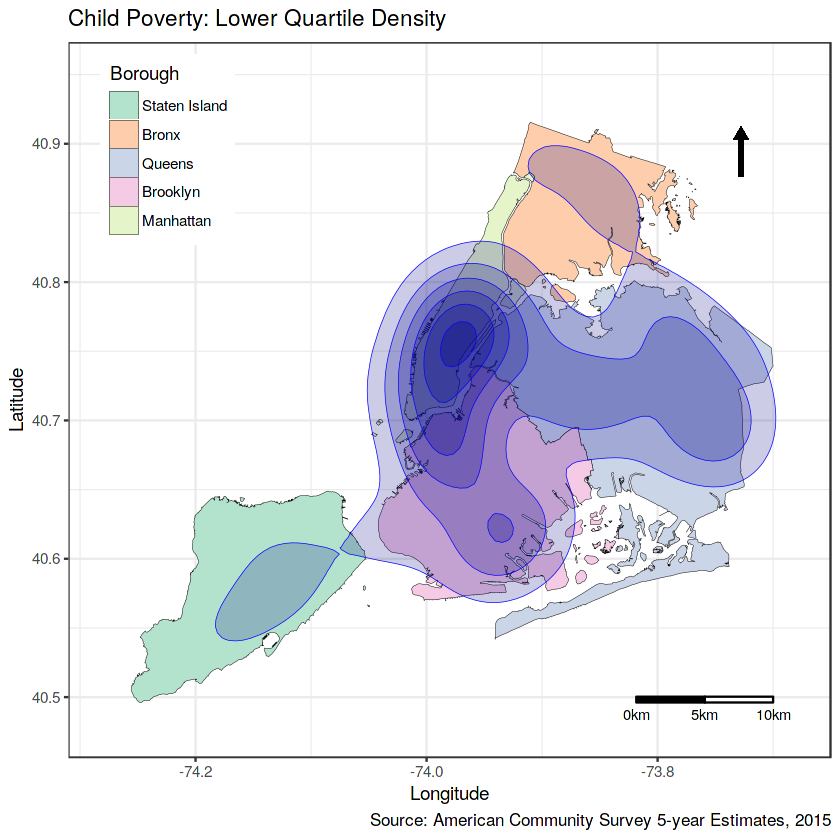 Child Poverty: Lower Quartile Density
Borough
Staten Island
Bronx
Queens
Brooklyn
Manhattan
40.9
40.8
40.7
40.6
40.5
Latitude
0km 5km 10km
-74.2 -74.0 -73.8
Longitude
Source: American Community Survey 5-year Estimates, 2015